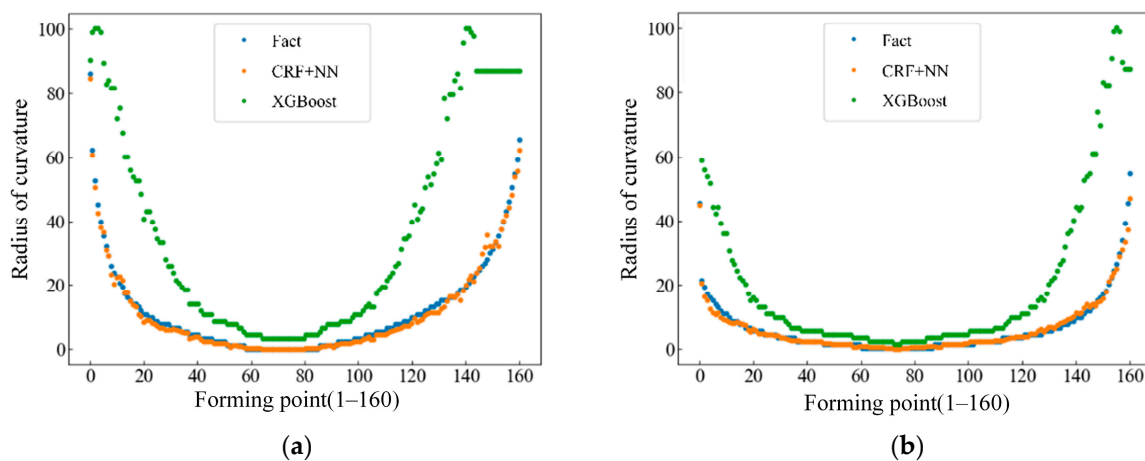 Fact
CRF+NN
XGBoost
Radius of curvature
100
80
60
40
20
0
0 20 40 60 80 100 120 140 160
Forming point(1–160)
(a)
Fact
CRF+NN
XGBoost
Radius of curvature
100
80
60
40
20
0
0 20 40 60 80 100 120 140 160
Forming point(1–160)
(b)